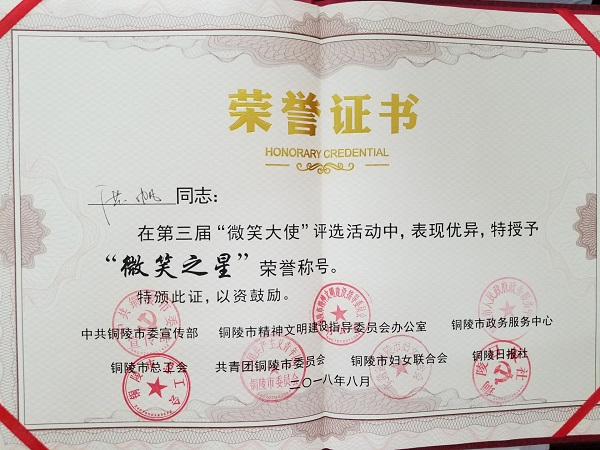 荣誉证书
HONORARY CREDENTIAL
同志：
在第三届“微笑大使”评选活动中，表现优异，特授予
“微笑之星”荣誉称号。
特颁此证，以资鼓励。
中共铜陵市委宣传部 铜陵市精神文明建设指导委员会办公室 铜陵市政务服务中心
铜陵市总工会 共青团铜陵市委员会 铜陵市妇女联合会 铜陵日报社
二〇一八年八月